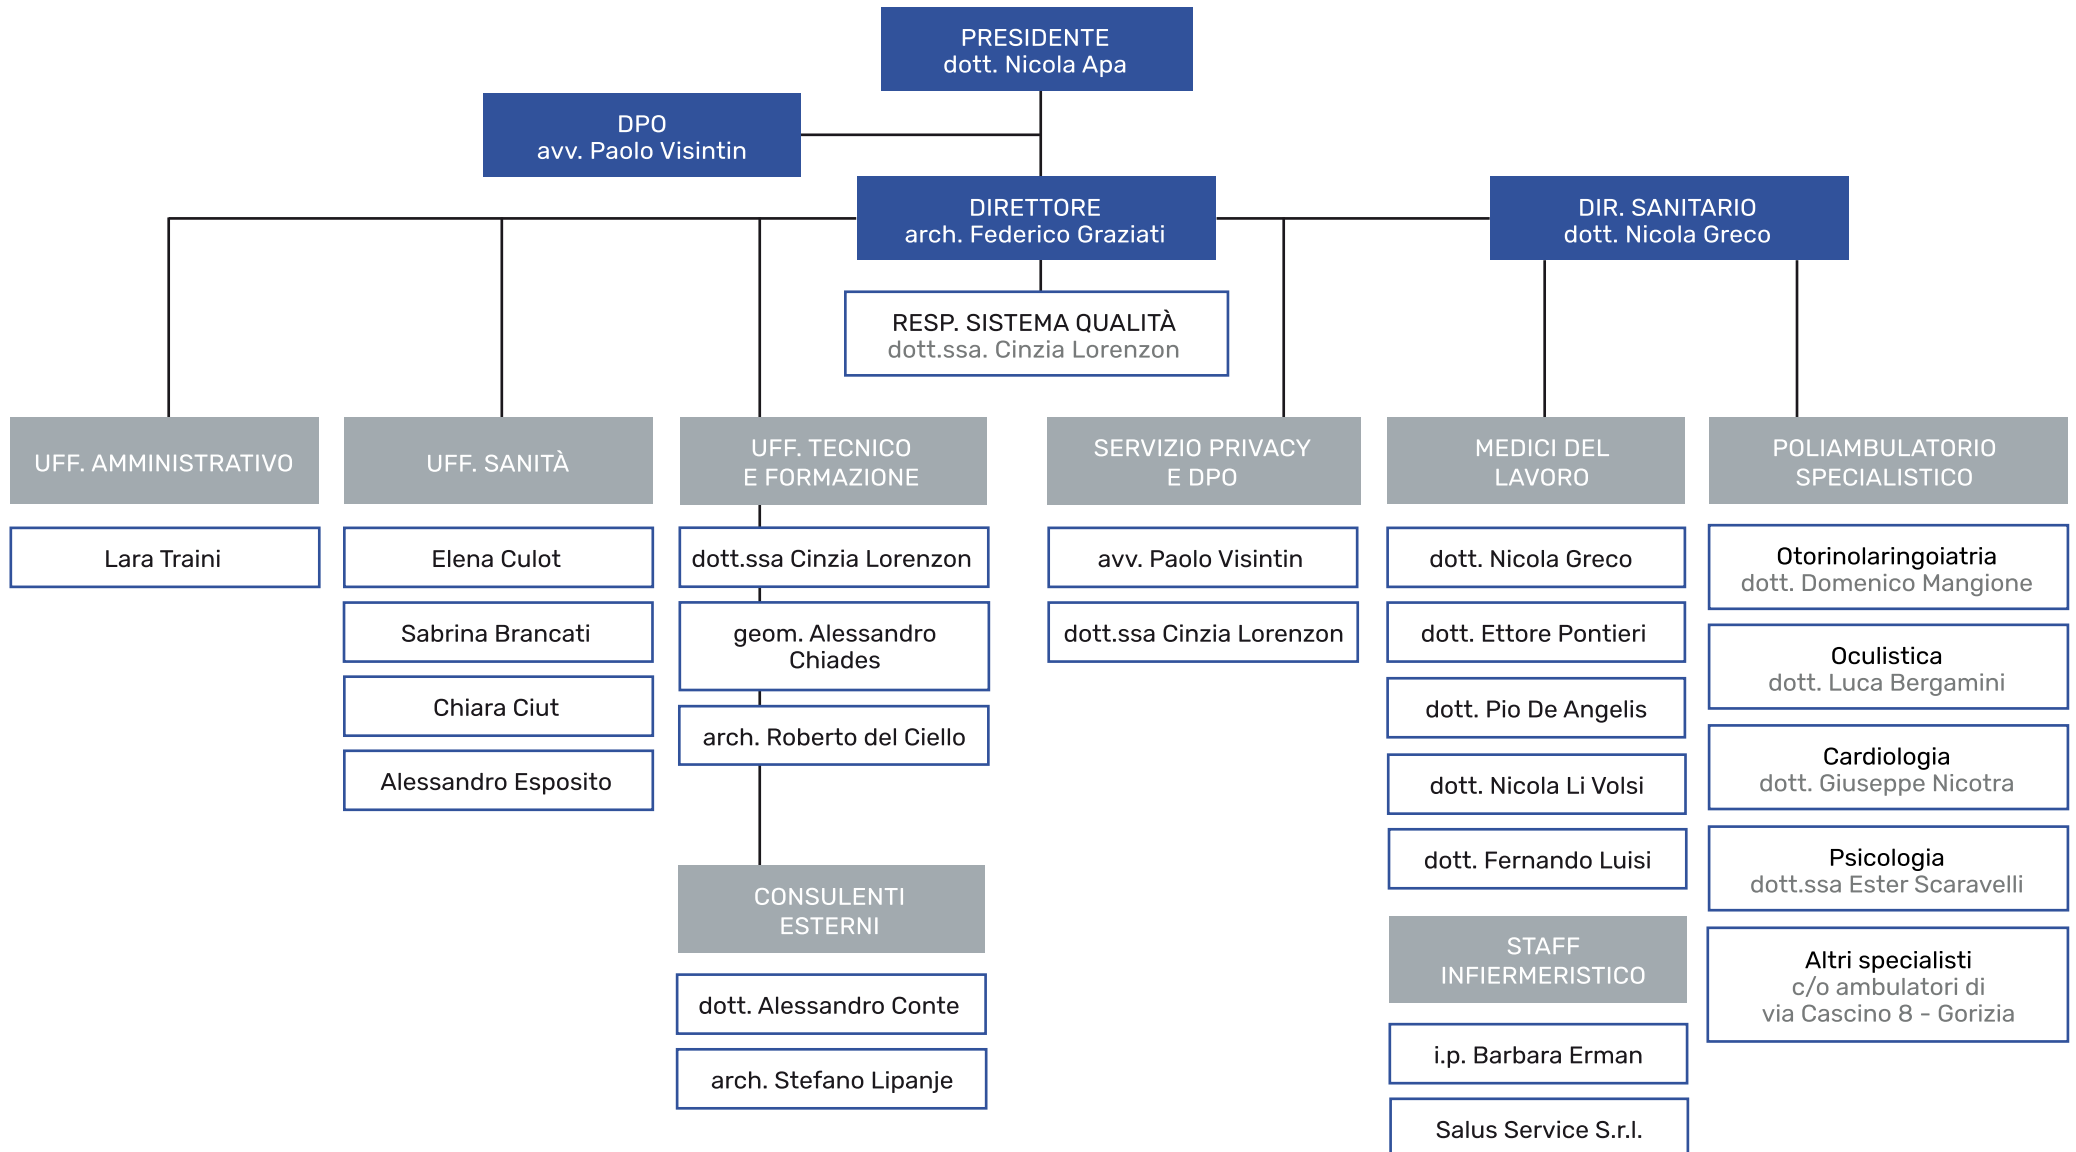 PRESIDENTE
dott. Nicola Apa
DPO
avv. Paolo Visintin
DIRETTORE
arch. Federico Graziati
DIR. SANITARIO
dott. Nicola Greco
RESP. SISTEMA QUALITÀ
dott.ssa. Cinzia Lorenzon
UFF. AMMINISTRATIVO
Lara Traini
UFF. SANITÀ
Elena Culot
Sabrina Brancati
Chiara Ciut
Alessandro Esposito
UFF. TECNICO
E FORMAZIONE
dott.ssa Cinzia Lorenzon
geom. Alessandro
Chiades
arch. Roberto del Ciello
CONSULENTI
ESTERNI
dott. Alessandro Conte
arch. Stefano Lipanje
SERVIZIO PRIVACY
E DPO
avv. Paolo Visintin
dott.ssa Cinzia Lorenzon
MEDICI DEL
LAVORO
dott. Nicola Greco
dott. Ettore Pontieri
dott. Pio De Angelis
dott. Nicola Li Volsi
dott. Fernando Luisi
STAFF
INFIERMERISTICO
i.p. Barbara Erman
Salus Service S.r.l.
POLIAMBULATORIO
SPECIALISTICO
Otorinolaringoiatria
dott. Domenico Mangione
Oculistica
dott. Luca Bergamini
Cardiologia
dott. Giuseppe Nicotra
Psicologia
dott.ssa Ester Scaravelli
Altri specialisti
c/o ambulatori di
via Cascino 8 - Gorizia